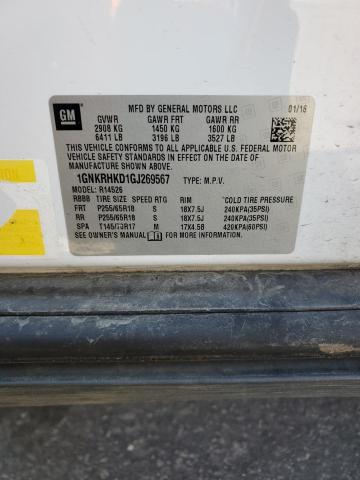 GM
MFD BY GENERAL MOTORS LLC 01/16
GVWR GAWR FRT GAWR RR
2908 KG 1450 KG 1600 KG
6411 LB 3196 LB 3527 LB
THIS VEHICLE CONFORMS TO ALL APPLICABLE U.S. FEDERAL MOTOR
VEHICLE SAFETY STANDARDS IN EFFECT ON THE DATE OF
MANUFACTURE SHOWN ABOVE.
1GNKRHKD1GJ269567 TYPE: M.P.V.
MODEL: R14526
RBBB TIRE SIZE SPEED RTG RIM COLD TIRE PRESSURE
FRT P255/65R18 S 18X7.5J 240KPA(35PSI)
RR P255/65R18 S 18X7.5J 240KPA(35PSI)
SPA T145/70R17 M 17X4.5B 420KPA(60PSI)
SEE OWNER'S MANUAL FOR MORE INFORMATION.